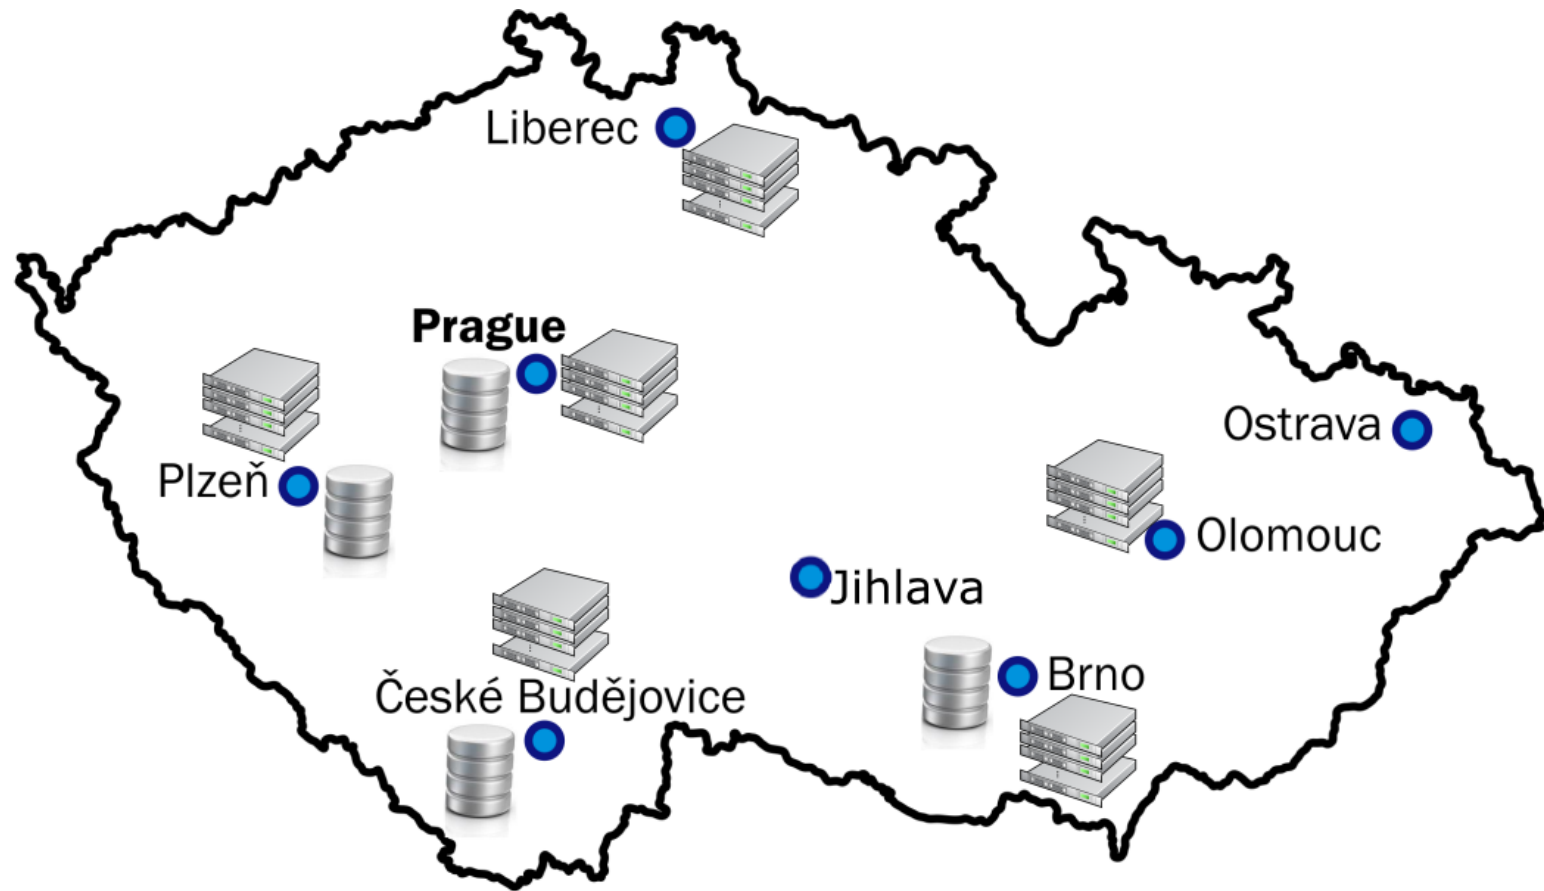 Liberec
Prague
Ostrava
Plzeň
Olomouc
Jihlava
Brno
České Budějovice